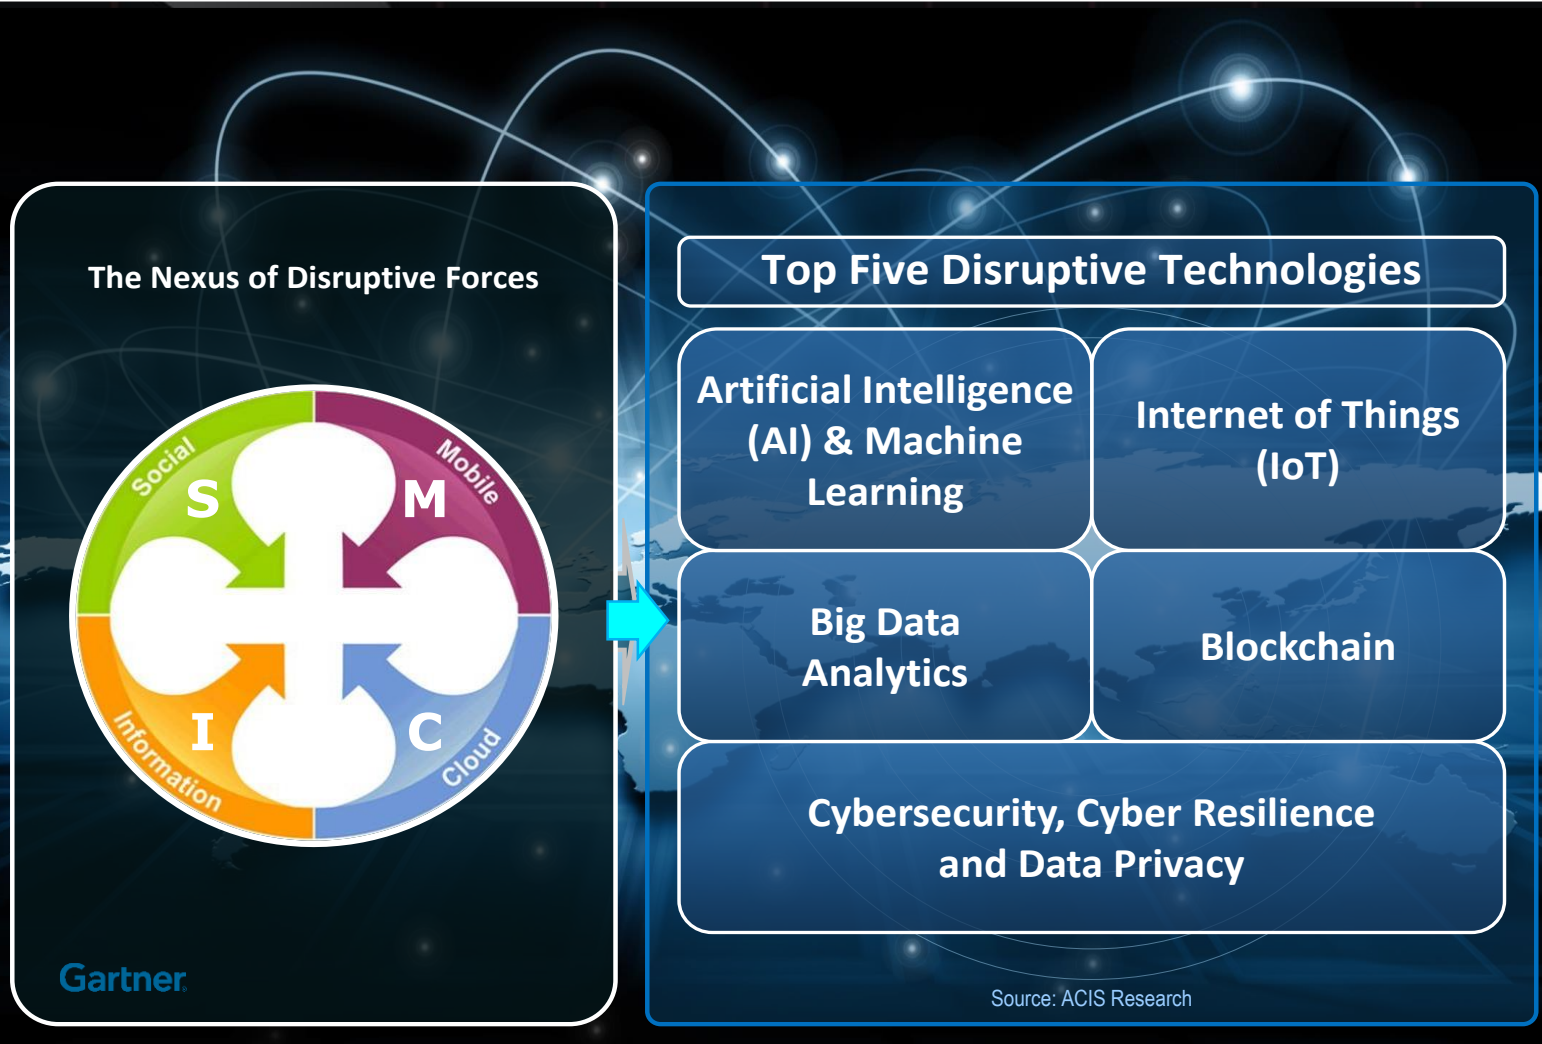 The Nexus of Disruptive Forces
Social
Mobile
S
M
I
C
Information
Cloud
Gartner
Top Five Disruptive Technologies
Artificial Intelligence
(AI) & Machine
Learning
Internet of Things
(IoT)
Big Data
Analytics
Blockchain
Cybersecurity, Cyber Resilience
and Data Privacy
Source: ACIS Research